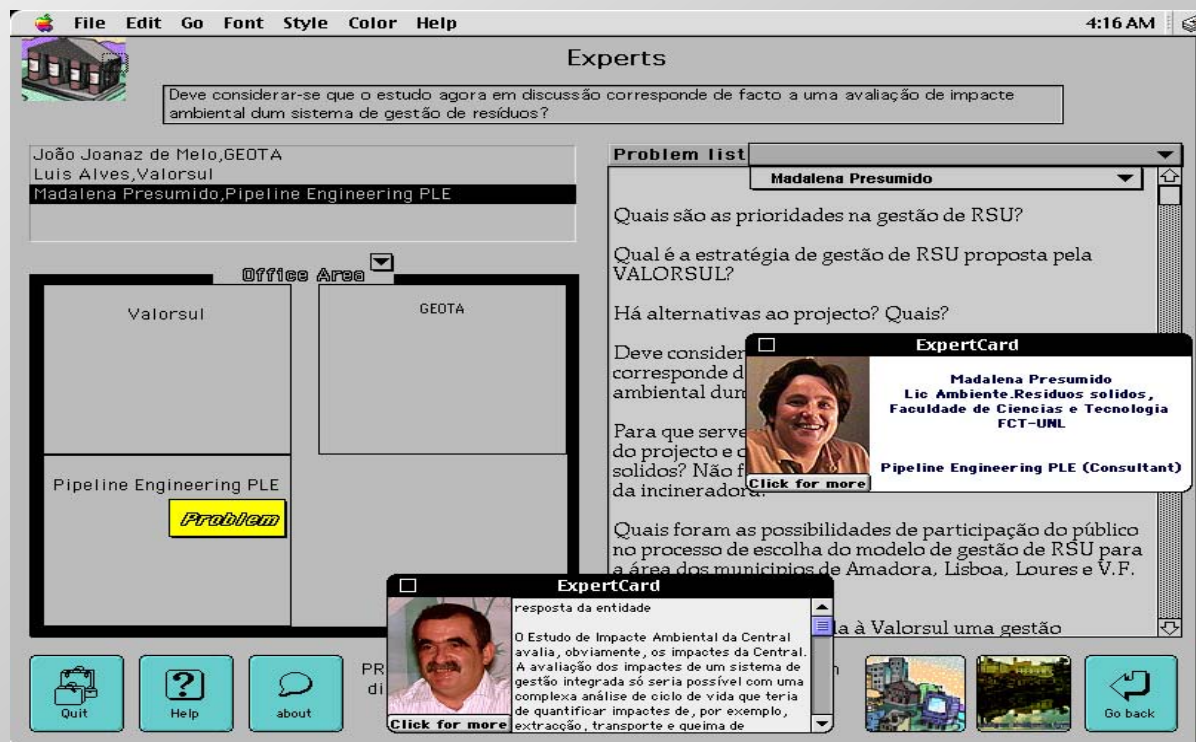 File Edit Go Font Style Color Help
4:16 AM
Experts
Deve considerar-se que o estudo agora em discussão corresponde de facto a uma avaliação de impacte
ambiental dum sistema de gestão de resíduos?
João Joanaz de Melo,GEOTA
Luis Alves,Valorsul
Madalena Presumido,Pipeline Engineering PLE
Office Area
Valorsul
GEOTA
Pipeline Engineering PLE
Problem
Problem list
Madalena Presumido
Quais são as prioridades na gestão de RSU?
Qual é a estratégia de gestão de RSU proposta pela
VALORSUL?
Há alternativas ao projecto? Quais?
Deve consider
corresponde d
ambiental dum
Para que serve
do projecto e
solidos? Não f
da incineradora?
Quais foram as possibilidades de participação do público
no processo de escolha do modelo de gestão de RSU para
a área dos municipios de Amadora, Lisboa, Loures e V.F.
la à Valorsul uma gestão
ExpertCard
Madalena Presumido
Lic Ambiente.Residuos solidos,
Faculdade de Ciencias e Tecnologia
FCT-UNL
Pipeline Engineering PLE (Consultant)
Click for more
ExpertCard
resposta da entidade
O Estudo de Impacte Ambiental da Central
avalia, obviamente, os impactes da Central.
A avaliação dos impactes de um sistema de
gestão integrada só seria possível com uma
complexa análise de ciclo de vida que teria
de quantificar impactes de, por exemplo,
extracção, transporte e queima de
Click for more
PR
di
Quit
Help
about
Go back